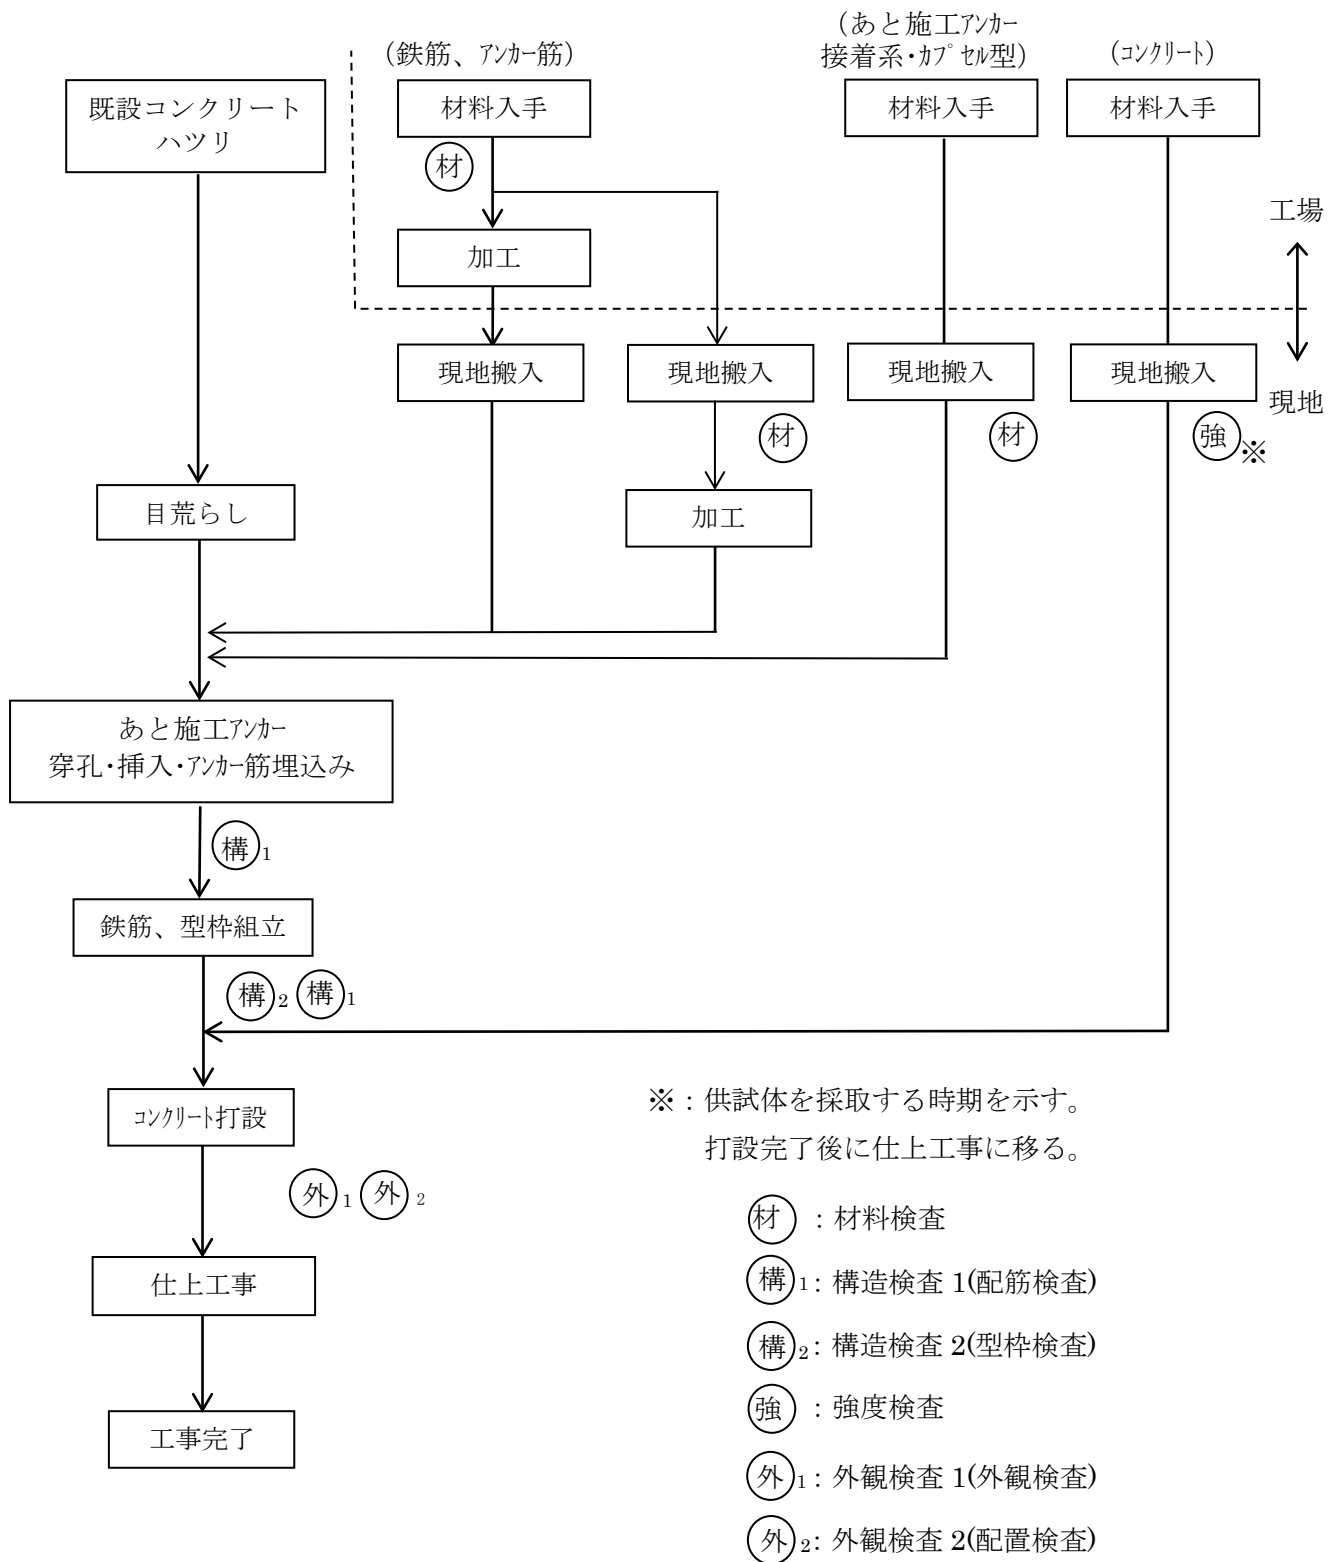 (鉄筋、アンカー筋)
(あと施工アンカー
接着系･カプセル型)
(コンクリート)
既設コンクリート
ハツリ
材料入手
材料入手
材料入手
材
工場
加工
現地搬入
現地搬入
現地搬入
現地搬入
現地
材
材
強※
目荒らし
加工
あと施工アンカー
穿孔･挿入･アンカー筋埋込み
構1
鉄筋、型枠組立
構2 構1
コンクリート打設
※：供試体を採取する時期を示す。
打設完了後に仕上工事に移る。
外1 外2
材：材料検査
仕上工事
構1：構造検査 1(配筋検査)
構2：構造検査 2(型枠検査)
強：強度検査
工事完了
外1：外観検査 1(外観検査)
外2：外観検査 2(配置検査)